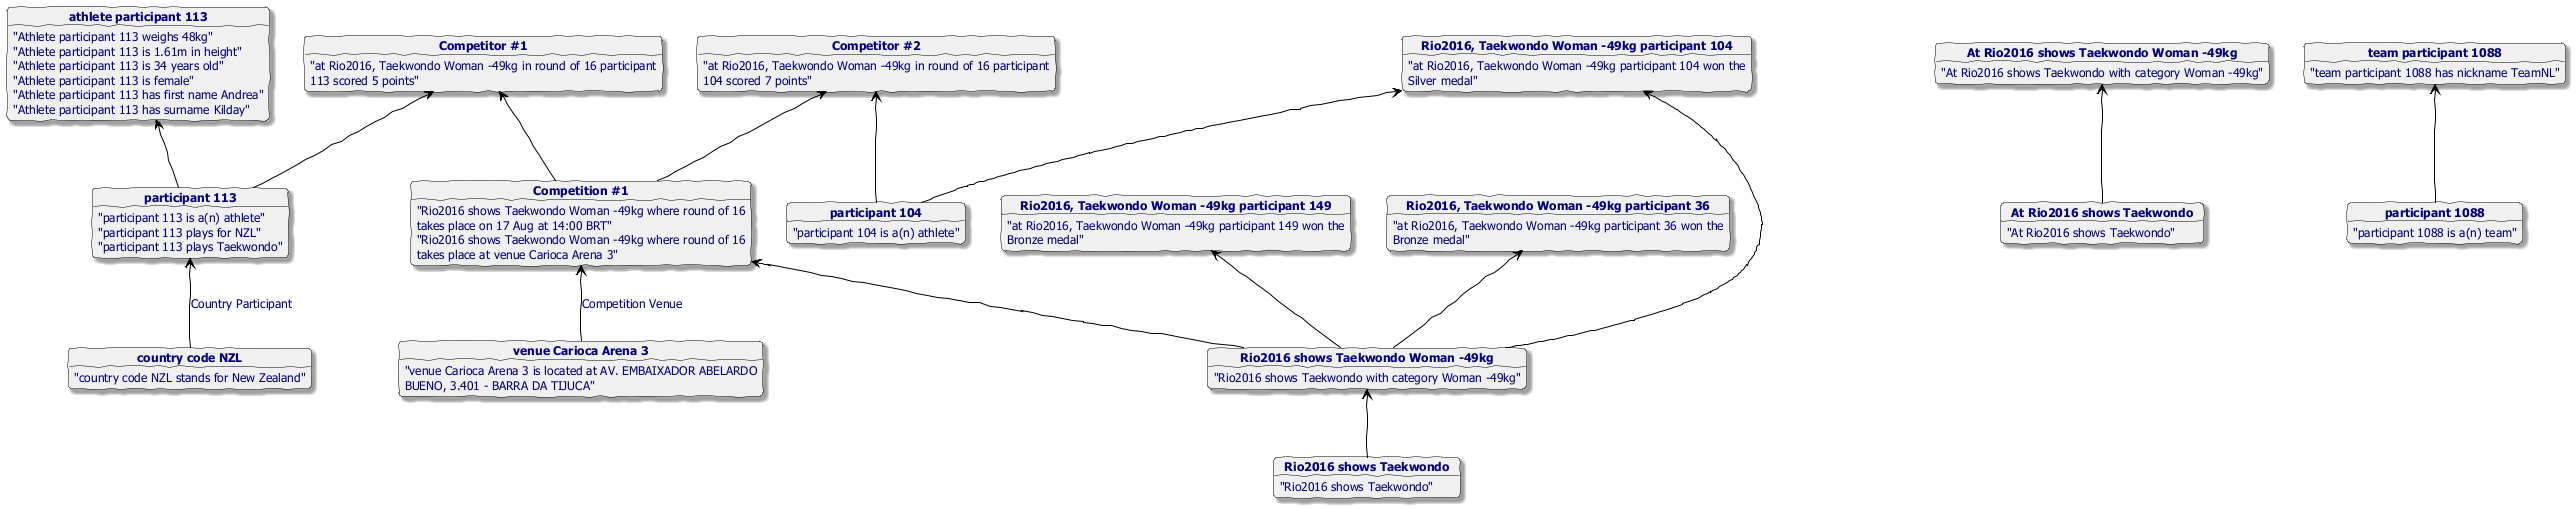 athlete participant 113
"Athlete participant 113 weighs 48kg"
"Athlete participant 113 is 1.61m in height"
"Athlete participant 113 is 34 years old"
"Athlete participant 113 is female"
"Athlete participant 113 has first name Andrea"
"Athlete participant 113 has surname Kilday"
Competitor #1
"at Rio2016, Taekwondo Woman -49kg in round of 16 participant
113 scored 5 points"
Competitor #2
"at Rio2016, Taekwondo Woman -49kg in round of 16 participant
104 scored 7 points"
Rio2016, Taekwondo Woman -49kg participant 104
"at Rio2016, Taekwondo Woman -49kg participant 104 won the
Silver medal"
At Rio2016 shows Taekwondo Woman -49kg
"At Rio2016 shows Taekwondo with category Woman -49kg"
team participant 1088
"team participant 1088 has nickname TeamNL"
participant 113
"participant 113 is a(n) athlete"
"participant 113 plays for NZL"
"participant 113 plays Taekwondo"
Competition #1
"Rio2016 shows Taekwondo Woman -49kg where round of 16
takes place on 17 Aug at 14:00 BRT"
"Rio2016 shows Taekwondo Woman -49kg where round of 16
takes place at venue Carioca Arena 3"
participant 104
"participant 104 is a(n) athlete"
Rio2016, Taekwondo Woman -49kg participant 149
"at Rio2016, Taekwondo Woman -49kg participant 149 won the
Bronze medal"
Rio2016, Taekwondo Woman -49kg participant 36
"at Rio2016, Taekwondo Woman -49kg participant 36 won the
Bronze medal"
At Rio2016 shows Taekwondo
"At Rio2016 shows Taekwondo"
participant 1088
"participant 1088 is a(n) team"
Country Participant
Competition Venue
country code NZL
"country code NZL stands for New Zealand"
venue Carioca Arena 3
"venue Carioca Arena 3 is located at AV. EMBAIXADOR ABELARDO
BUENO, 3.401 - BARRA DA TIJUCA"
Rio2016 shows Taekwondo Woman -49kg
"Rio2016 shows Taekwondo with category Woman -49kg"
Rio2016 shows Taekwondo
"Rio2016 shows Taekwondo"